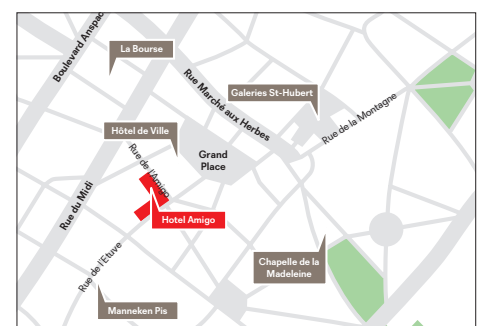 La Bourse
Boulevard Anspac
Rue Marché aux Herbes
Galeries St-Hubert
Rue de la Montagne
Hôtel de Ville
Grand
Place
Rue de l'Amigo
Rue du Midi
Hotel Amigo
Rue de l'Etuve
Chapelle de la
Madeleine
Manneken Pis